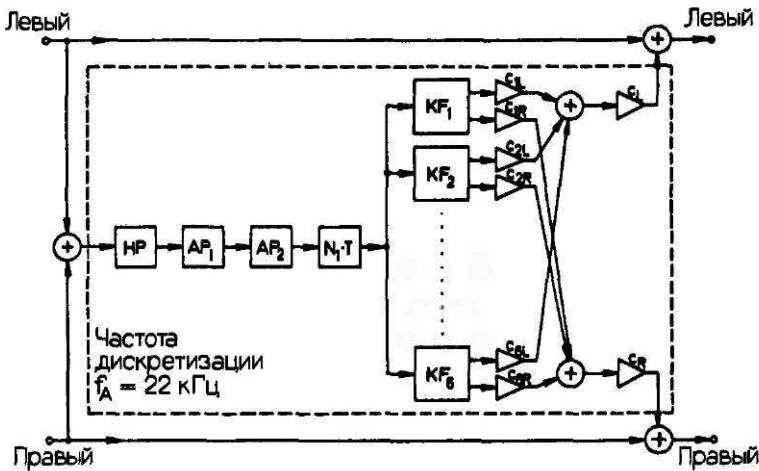 Левый Левый
c1L
KF1 c1R
cL
c2L
KF2 c2R
HP AP1 AP2 N1·T
Частота
дискретизации
fA = 22 кГц
c6L
KF6 c6R
cR
Правый Правый